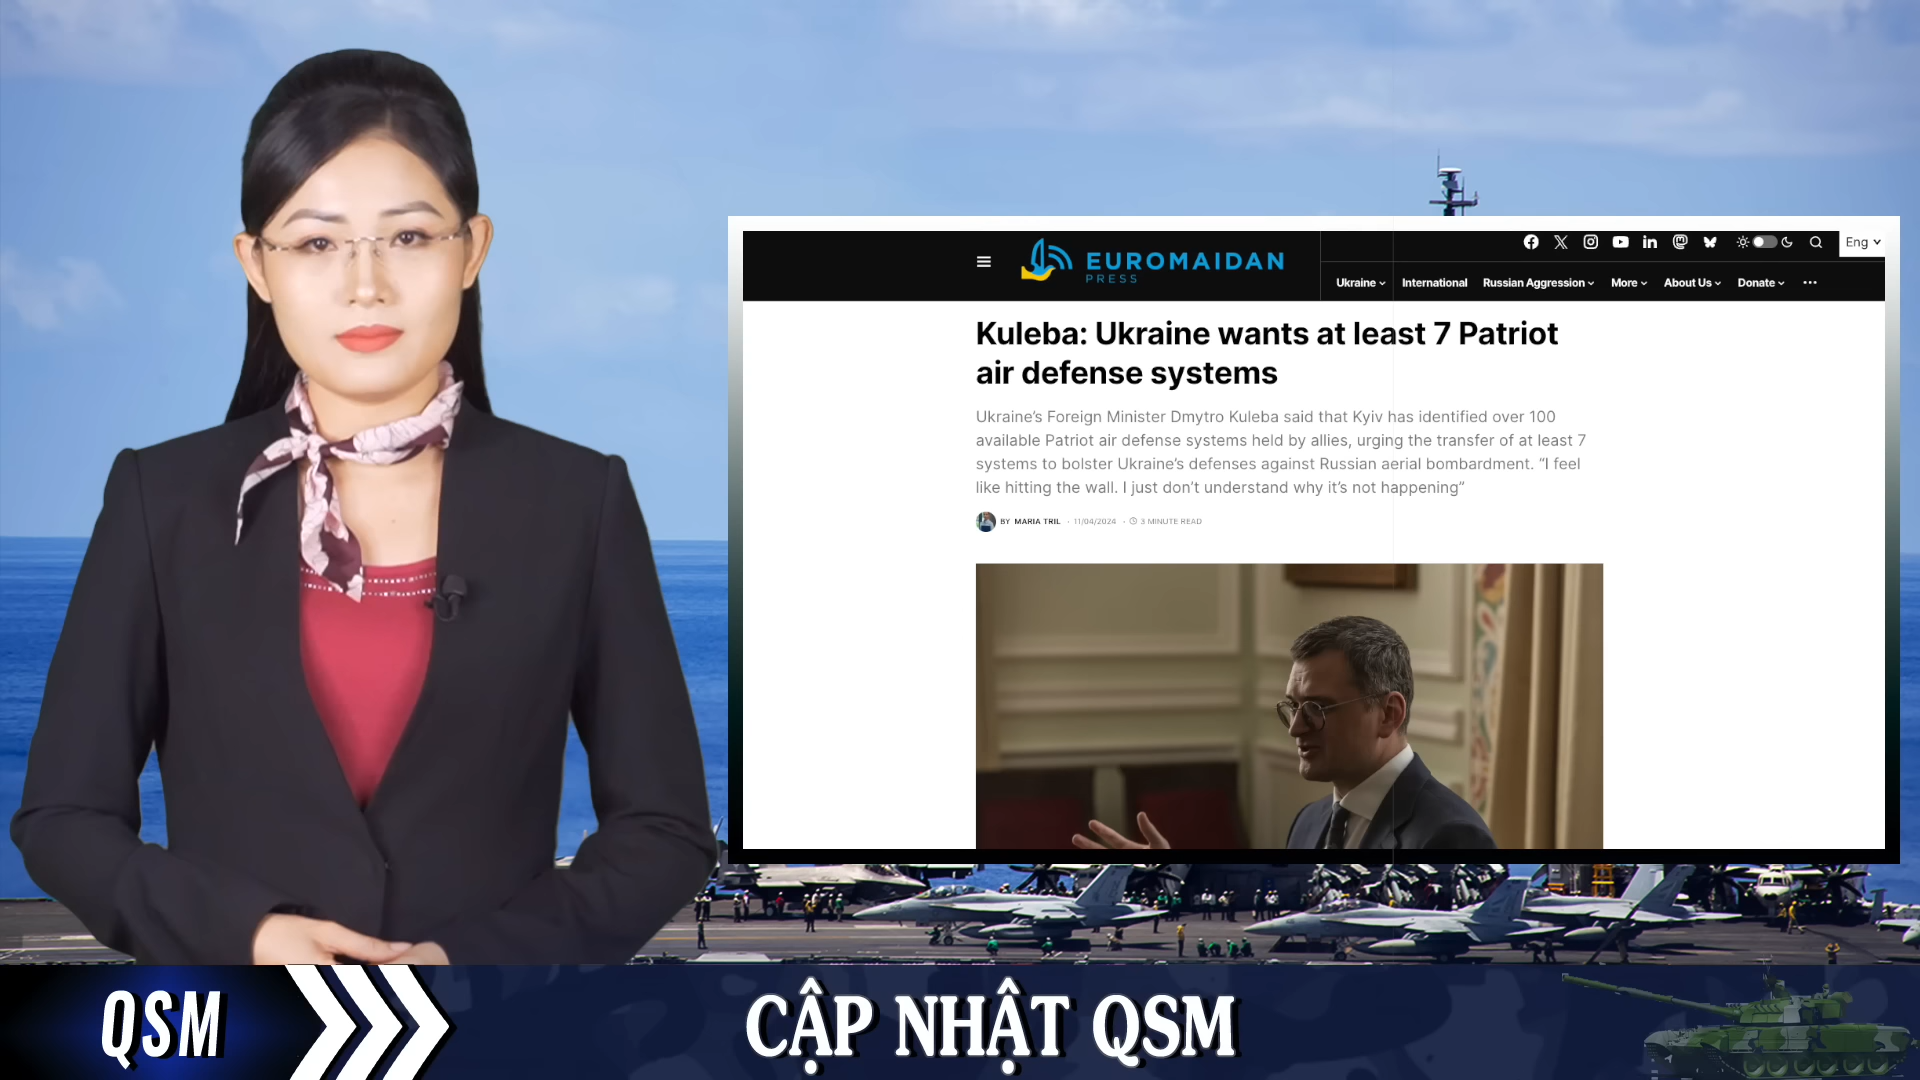 EUROMAIDAN
PRESS
Eng
Ukraine International Russian Aggression More About Us Donate
Kuleba: Ukraine wants at least 7 Patriot
air defense systems
Ukraine’s Foreign Minister Dmytro Kuleba said that Kyiv has identified over 100
available Patriot air defense systems held by allies, urging the transfer of at least 7
systems to bolster Ukraine’s defenses against Russian aerial bombardment. “I feel
like hitting the wall. I just don’t understand why it’s not happening”
BY MARIA TRIL · 11/04/2024 · 3 MINUTE READ
QSM
CẬP NHẬT QSM